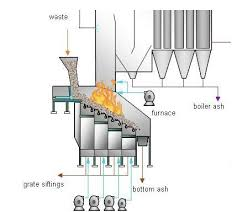 waste
furnace
boiler ash
grate siftings
bottom ash